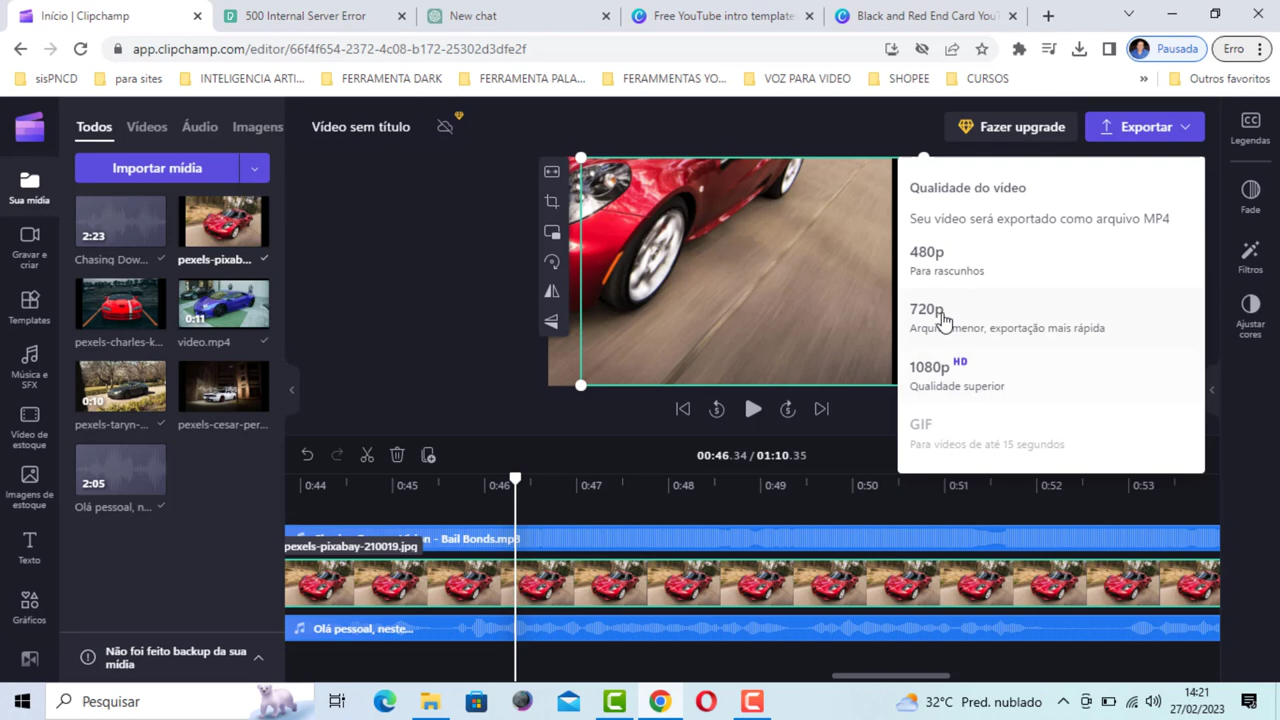 Início | Clipchamp
500 Internal Server Error
New chat
Free YouTube intro template
Black and Red End Card YouT
app.clipchamp.com/editor/66f4f654-2372-4c08-b172-25302d3dfe2f
Pausada
Erro
sisPNCD
para sites
INTELIGENCIA ARTI...
FERRAMENTA DARK
FERRAMENTA PALA...
FERAMMENTAS YO...
VOZ PARA VIDEO
SHOPEE
CURSOS
»
Outros favoritos
Todos
Vídeos
Áudio
Imagens
Vídeo sem título
Fazer upgrade
Exportar
CC
Legendas
Importar mídia
Sua mídia
2:23
Chasing Dow...
pexels-pixab...
Qualidade do vídeo
Seu vídeo será exportado como arquivo MP4
480p
Para rascunhos
720p
Arqui menor, exportação mais rápida
1080p HD
Qualidade superior
GIF
Para vídeos de até 15 segundos
Fade
Filtros
Ajustar
cores
Gravar e
criar
Templates
Música e
SFX
Vídeo de
estoque
Imagens de
estoque
Texto
Gráficos
pexels-charles-k...
0:11
video.mp4
0:10
pexels-taryn-...
pexels-cesar-per...
2:05
Olá pessoal, n...
Não foi feito backup da sua
mídia
5
5
00:46.34 / 01:10.35
0:44
0:45
0:46
0:47
0:48
0:49
0:50
0:51
0:52
0:53
n - Bail Bonds.mp3
pexels-pixabay-210019.jpg
Olá pessoal, neste...
Pesquisar
32°C Pred. nublado
14:21
27/02/2023